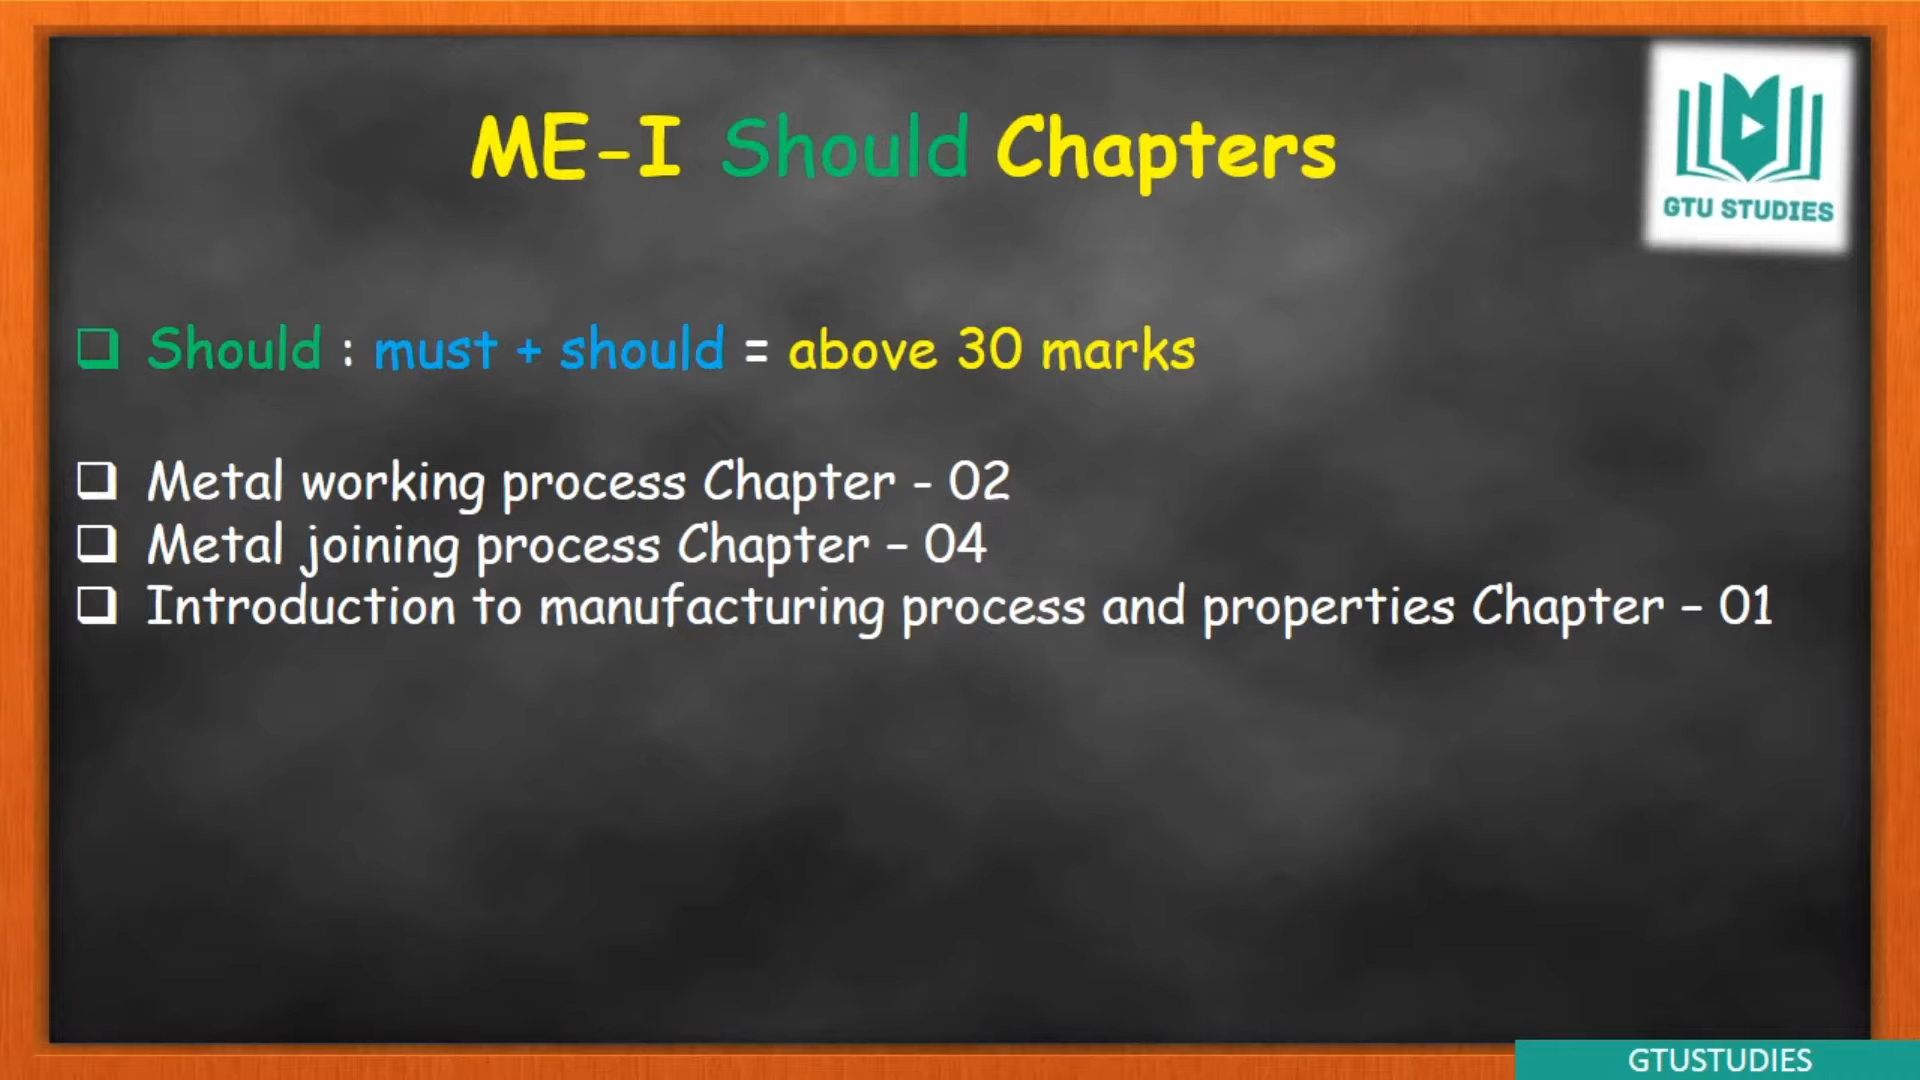 ME-I Should Chapters
GTU STUDIES
Should : must + should = above 30 marks
Metal working process Chapter - 02
Metal joining process Chapter – 04
Introduction to manufacturing process and properties Chapter – 01
GTUSTUDIES